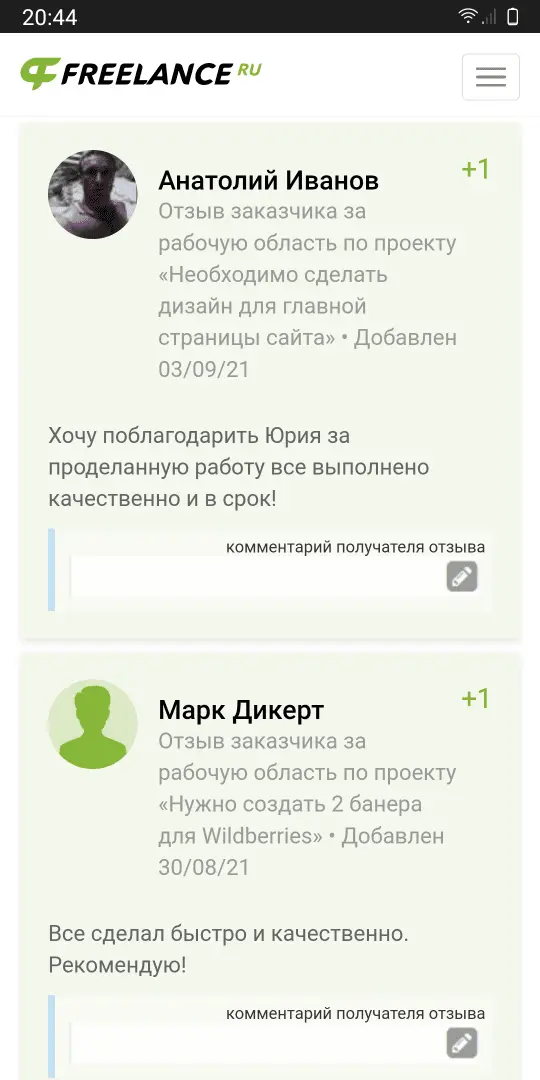 20:44
FREELANCE RU
Анатолий Иванов
+1
Отзыв заказчика за
рабочую область по проекту
«Необходимо сделать
дизайн для главной
страницы сайта» • Добавлен
03/09/21
Хочу поблагодарить Юрия за
проделанную работу все выполнено
качественно и в срок!
комментарий получателя отзыва
Марк Дикерт
+1
Отзыв заказчика за
рабочую область по проекту
«Нужно создать 2 банера
для Wildberries» • Добавлен
30/08/21
Все сделал быстро и качественно.
Рекомендую!
комментарий получателя отзыва